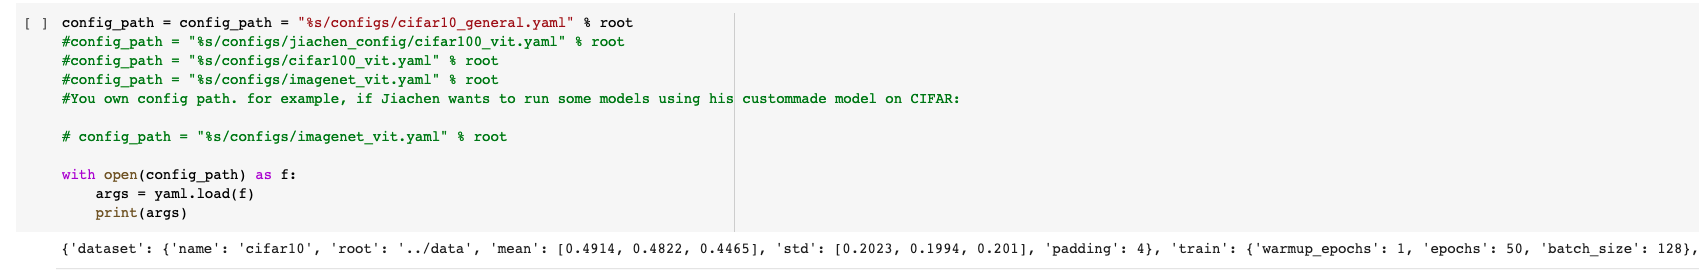 [ ] config_path = config_path = "%s/configs/cifar10_general.yaml" % root
#config_path = "%s/configs/jiachen_config/cifar100_vit.yaml" % root
#config_path = "%s/configs/cifar100_vit.yaml" % root
#config_path = "%s/configs/imagenet_vit.yaml" % root
#You own config path. for example, if Jiachen wants to run some models using his custommade model on CIFAR:
# config_path = "%s/configs/imagenet_vit.yaml" % root
with open(config_path) as f:
    args = yaml.load(f)
    print(args)
{'dataset': {'name': 'cifar10', 'root': '../data', 'mean': [0.4914, 0.4822, 0.4465], 'std': [0.2023, 0.1994, 0.201], 'padding': 4}, 'train': {'warmup_epochs': 1, 'epochs': 50, 'batch_size': 128},